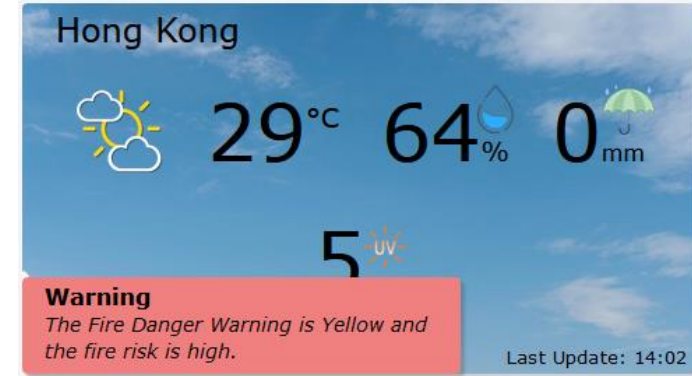 Hong Kong
29°C 64% 0mm
5 UV
Warning
The Fire Danger Warning is Yellow and
the fire risk is high.
Last Update: 14:02